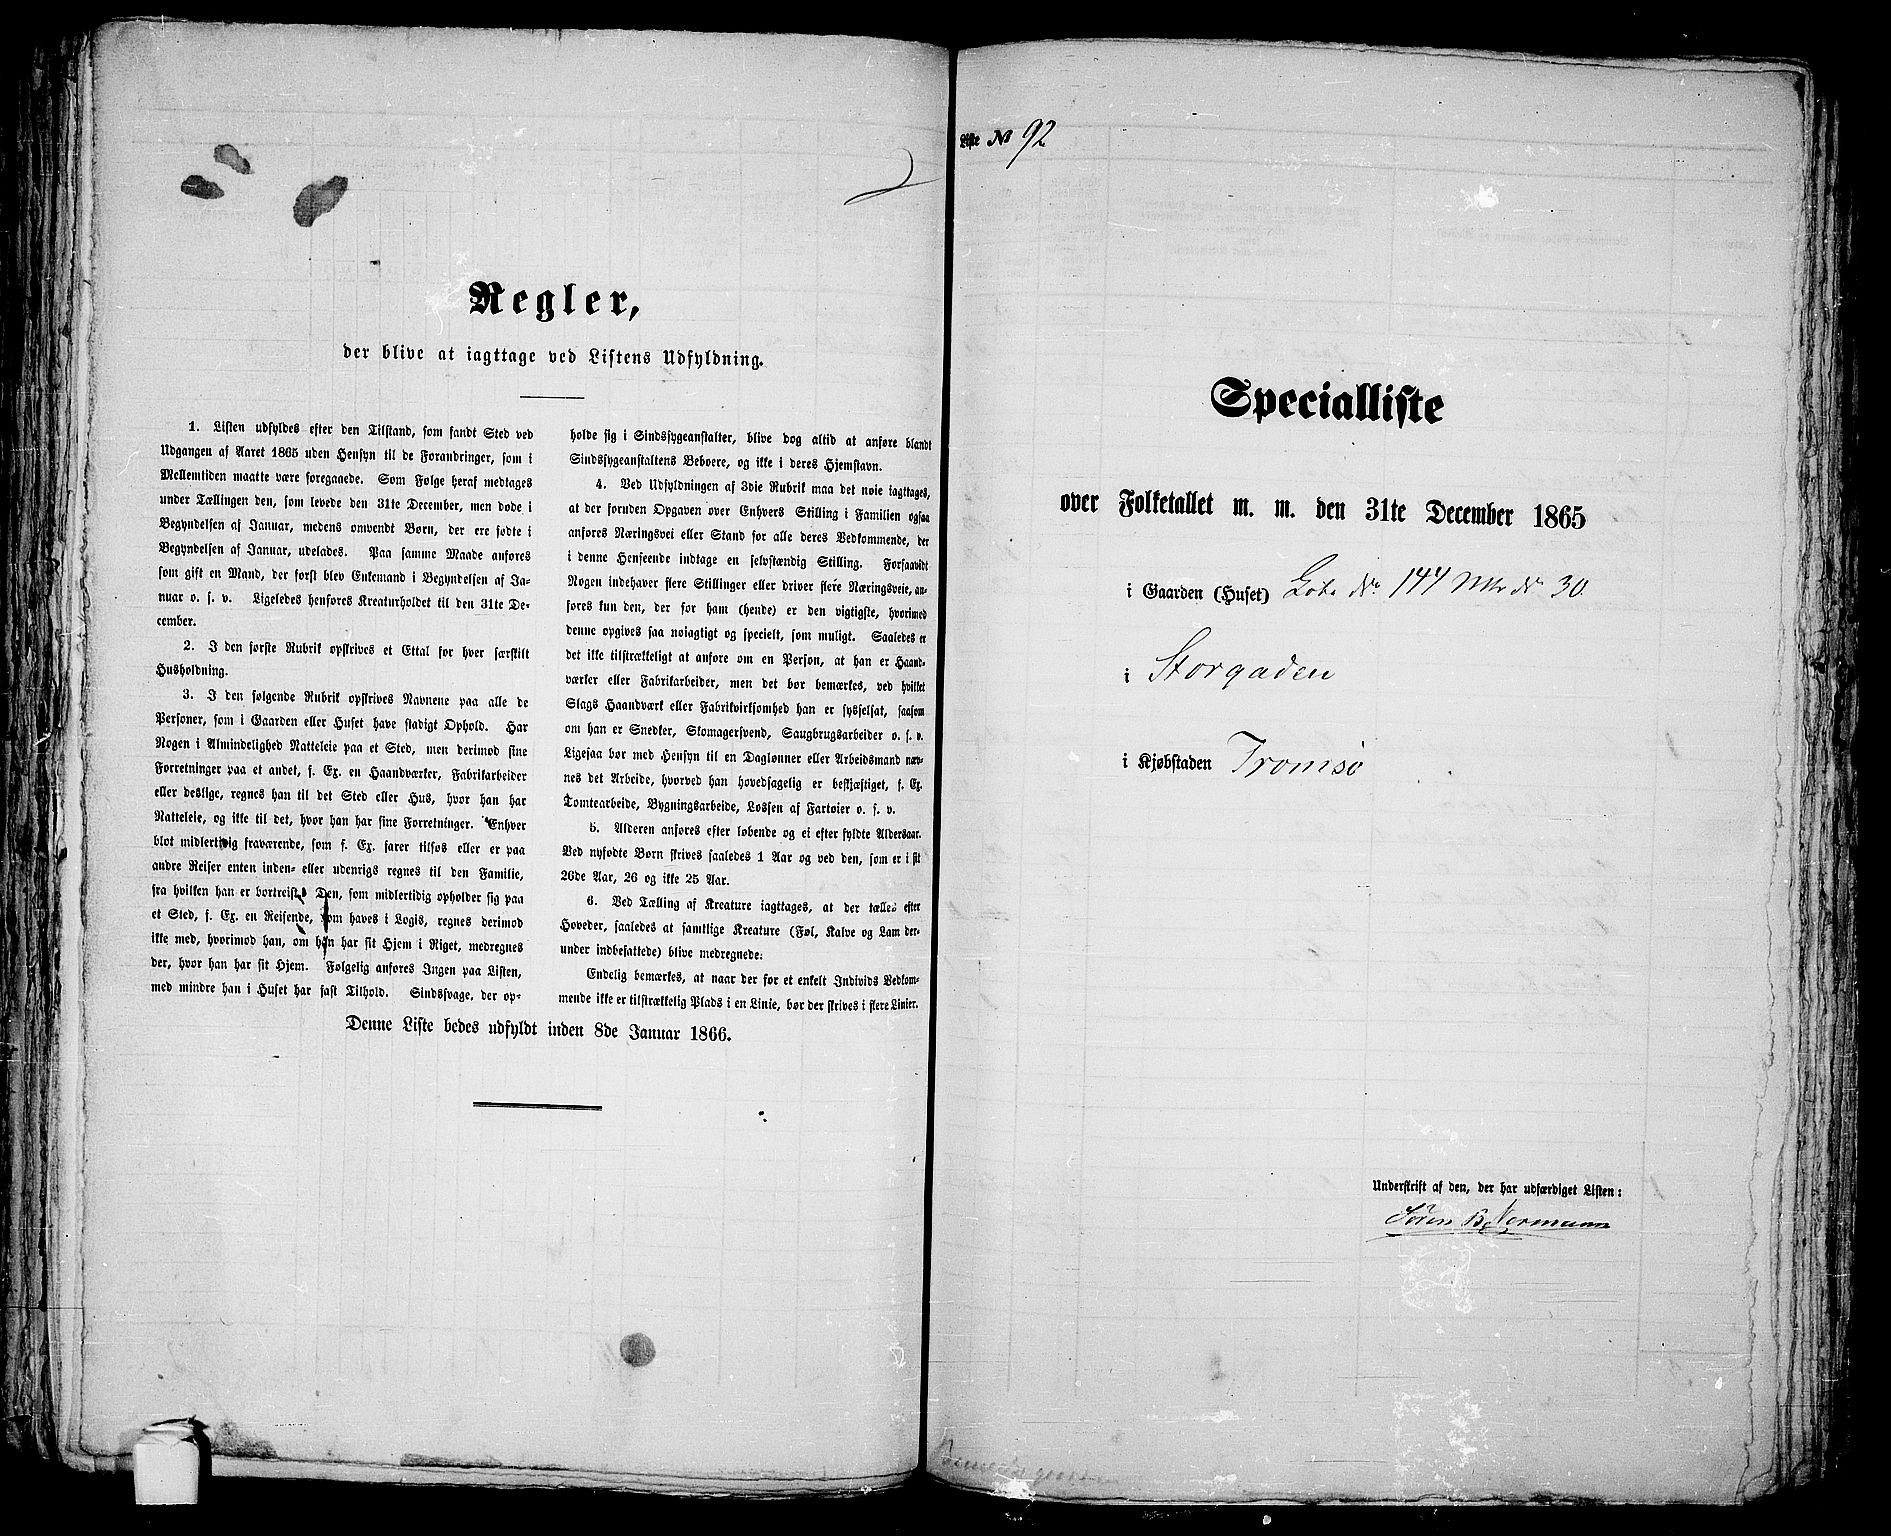 Regler,
der blive at iagttage ved Listens Udfyldning.
1. Listen udfyldes efter den Tilstand, som fandt Sted ved
Udgangen af Aaret 1865 uden Hensyn til de Forandringer, som i
Mellemtiden maatte være foregaaede. Som Følge heraf medtages
under Tællingen den, som levede den 31te December, men døde i
Begyndelsen af Januar, medens omvendt Børn, der ere fødte i
Begyndelsen af Januar, udelades. Paa samme Maade anføres
som gift en Mand, der først blev Enkemand i Begyndelsen af Ja-
nuar o. s. v. Ligeledes henføres Kreaturholdet til den 31te De-
cember.
2. I den første Rubrik opskrives et Ettal for hver særskilt
Husholdning.
3. I den følgende Rubrik opskrives Navnene paa alle de
Personer, som i Gaarden eller Huset have stadigt Ophold. Har
Nogen i Almindelighed Natteleie paa et Sted, men derimod sine
Forretninger paa et andet, f. Ex. en Haandværker, Fabrikarbeider
eller deslige, regnes han til det Sted eller Hus, hvor han har
Natteleie, og ikke til det, hvor han har sine Forretninger. Enhver
blot midlertidig fraværende, som f. Ex. farer tilsøs eller er paa
andre Reiser enten inden- eller udenrigs regnes til den Familie,
fra hvilken han er bortreist. Den, som midlertidig opholder sig paa
et Sted, f. Ex. en Reisende, som haves i Logis, regnes derimod
ikke med, hvorimod han, om han har sit Hjem i Riget, medregnes
der, hvor han har sit Hjem. Følgelig anføres Ingen paa Listen,
med mindre han i Huset har fast Tilhold. Sindssvage, der op-
holde sig i Sindssygeanstalter, blive dog altid at anføre blandt
Sindssygeanstaltens Beboere, og ikke i deres Hjemstavn.
4. Ved Udfyldningen af 3die Rubrik maa det nøie iagttages,
at der foruden Opgaven over Enhvers Stilling i Familien ogsaa
anføres Næringsvei eller Stand for alle deres Vedkommende, der
i denne Henseende indtage en selvstændig Stilling. Forsaavidt
Nogen indehaver flere Stillinger eller driver flere Næringsveie, an-
føres kun den, der for ham (hende) er den vigtigste, hvorimod
denne opgives saa nøiagtigt og specielt, som muligt. Saaledes er
det ikke tilstrækkeligt at anføre om en Person, at han er Haand-
værker eller Fabrikarbeider, men det bør bemærkes, ved hvilket
Slags Haandværk eller Fabrikvirksomhed han er sysselsat, saasom
om han er Snedker, Skomagersvend, Saugbrugsarbeider o. s. v.
Ligesaa bør med Hensyn til en Dagløner eller Arbeidsmand næv-
nes det Arbeide, hvorved han hovedsagelig er beskjæftiget, f. Ex.
Tomtearbeide, Bygningsarbeide, Lossen af Fartøier o. s. v.
5. Alderen anføres efter løbende og ei efter fyldte Aldersaar.
Ved nyfødte Børn skrives saaledes 1 Aar og ved den, som er i sit
26de Aar, 26 og ikke 25 Aar.
6. Ved Tælling af Kreature iagttages, at der tælles efter
Hoveder, saaledes at samtlige Kreature (Føl, Kalve og Lam der-
under indbefattede) blive medregnede.
Endelig bemærkes, at naar der for et enkelt Individs Vedkom-
mende ikke er tilstrækkelig Plads i en Linie, bør der skrives i flere Linier.
Denne Liste bedes udfyldt inden 8de Januar 1866.
Liste No 92
Specialliste
over Folketallet m. m. den 31te December 1865
i Gaarden (Huset) Løbe No 144 Mtr No 30
i Storgaden
i Kjøbstaden Tromsø
Underskrift af den, der har udfærdiget Listen:
Søren B Normann